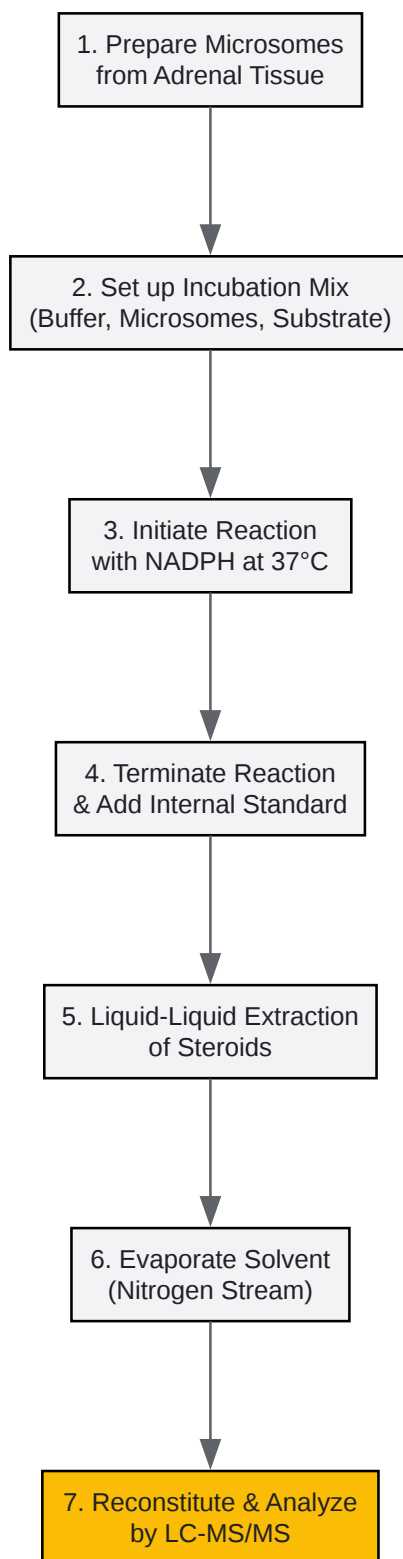 1. Prepare Microsomes
from Adrenal Tissue
2. Set up Incubation Mix
(Buffer, Microsomes, Substrate)
3. Initiate Reaction
with NADPH at 37°C
4. Terminate Reaction
& Add Internal Standard
5. Liquid-Liquid Extraction
of Steroids
6. Evaporate Solvent
(Nitrogen Stream)
7. Reconstitute & Analyze
by LC-MS/MS